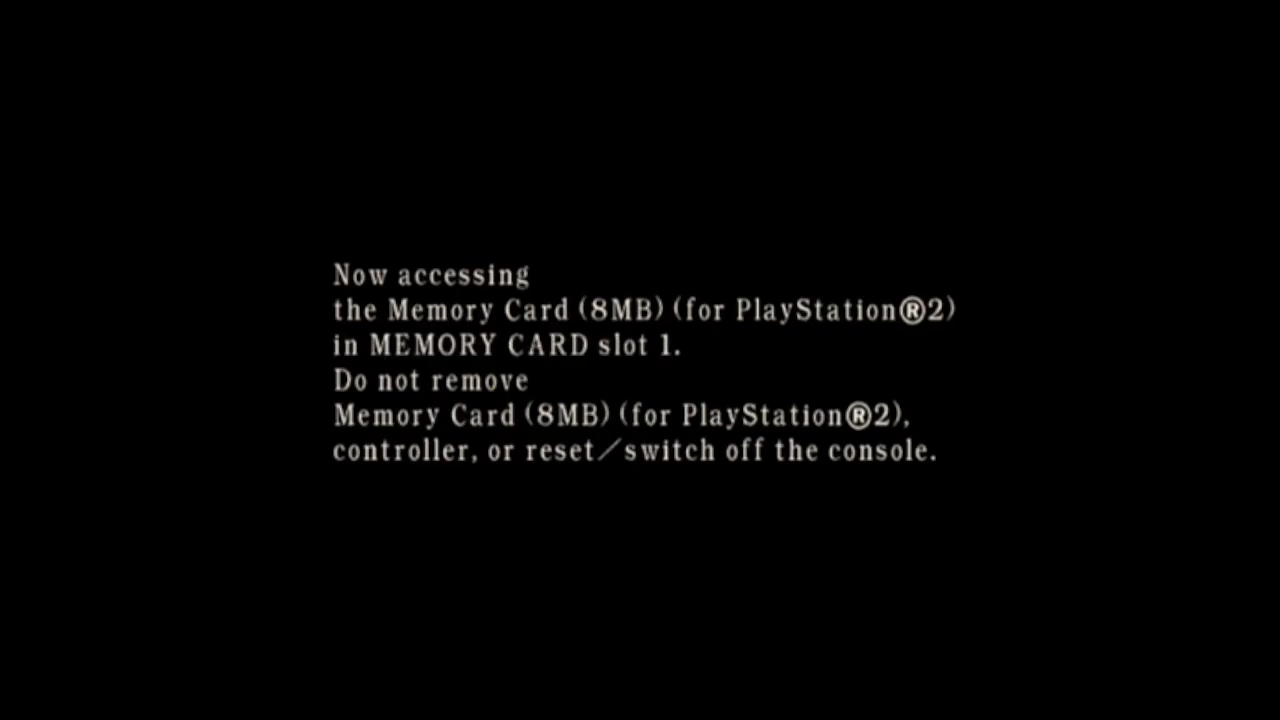 Now accessing
the Memory Card (8MB) (for PlayStation®2)
in MEMORY CARD slot 1.
Do not remove
Memory Card (8MB) (for PlayStation®2),
controller, or reset／switch off the console.